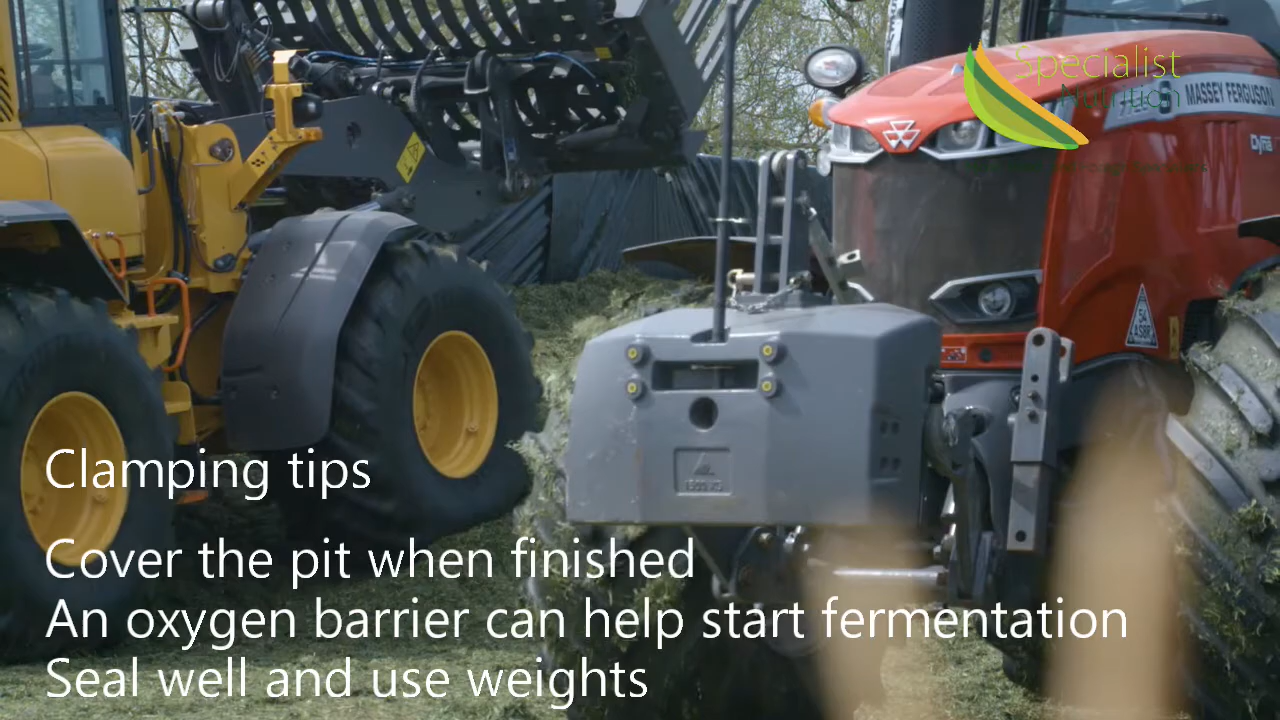 Specialist
Nutrition
MASSEY FERGUSON
Dyna
Clamping tips
Cover the pit when finished
An oxygen barrier can help start fermentation
Seal well and use weights